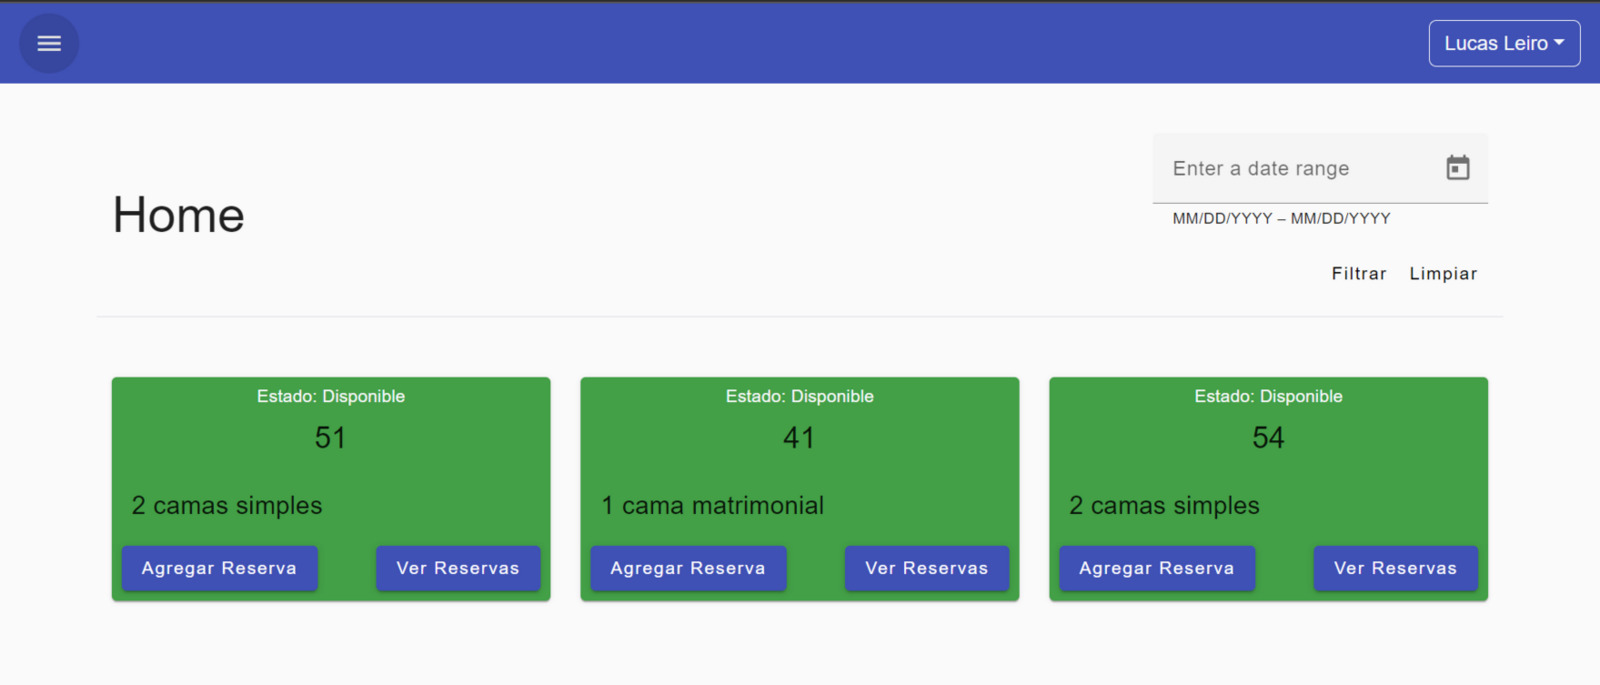 Lucas Leiro
Enter a date range
MM/DD/YYYY – MM/DD/YYYY
Home
Filtrar Limpiar
Estado: Disponible
51
2 camas simples
Agregar Reserva Ver Reservas
Estado: Disponible
41
1 cama matrimonial
Agregar Reserva Ver Reservas
Estado: Disponible
54
2 camas simples
Agregar Reserva Ver Reservas